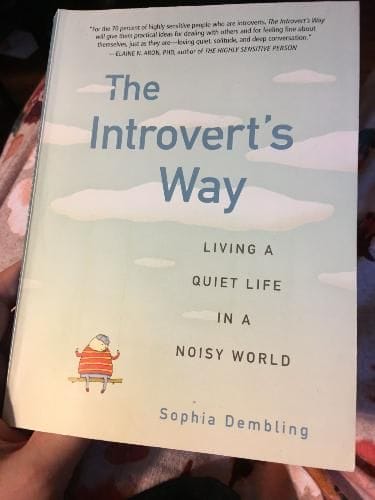 "For the 70 percent of highly sensitive people who are introverts, The Introvert's Way
will give them practical ideas for dealing with others and for feeling fine about
themselves, just as they are—loving quiet, solitude, and deep conversation."
—ELAINE N. ARON, PHD, author of THE HIGHLY SENSITIVE PERSON
The
Introvert's
Way
LIVING A
QUIET LIFE
IN A
NOISY WORLD
Sophia Dembling